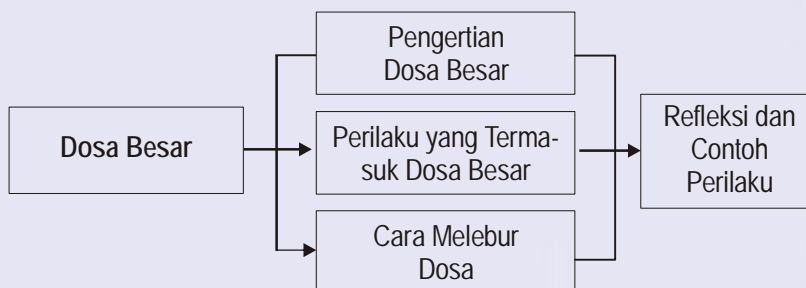 Pengertian
Dosa Besar
Dosa Besar
Perilaku yang Terma-
suk Dosa Besar
Cara Melebur
Dosa
Refleksi dan
Contoh
Perilaku